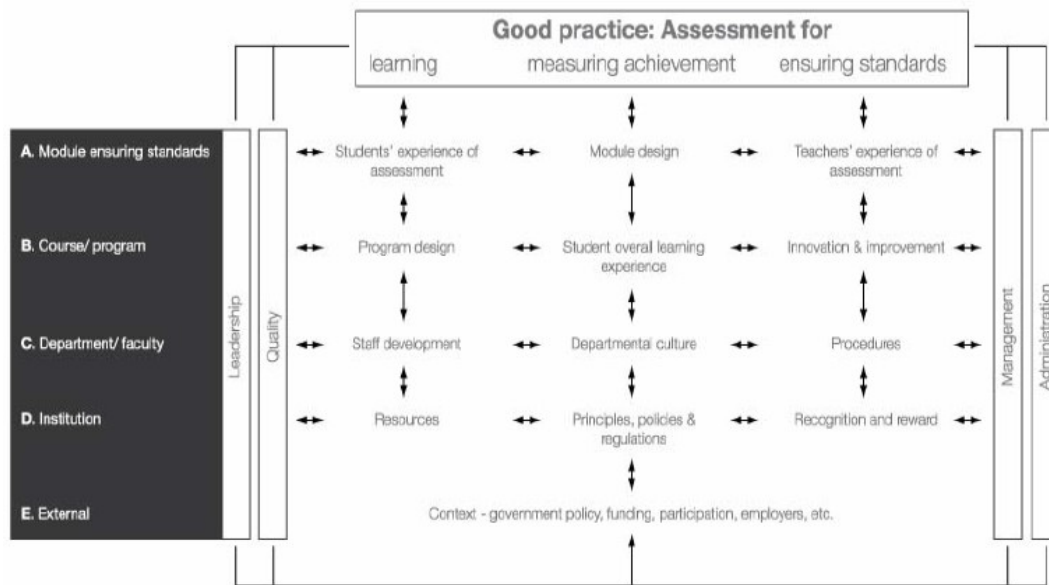 Good practice: Assessment for
learning measuring achievement ensuring standards
A. Module ensuring standards
Students' experience of
assessment
Module design
Teachers' experience of
assessment
B. Course/ program
Program design
Student overall learning
experience
Innovation & improvement
C. Department/ faculty
Staff development
Departmental culture
Procedures
D. Institution
Resources
Principles, policies &
regulations
Recognition and reward
E. External
Context - government policy, funding, participation, employers, etc.
Leadership
Quality
Management
Administration